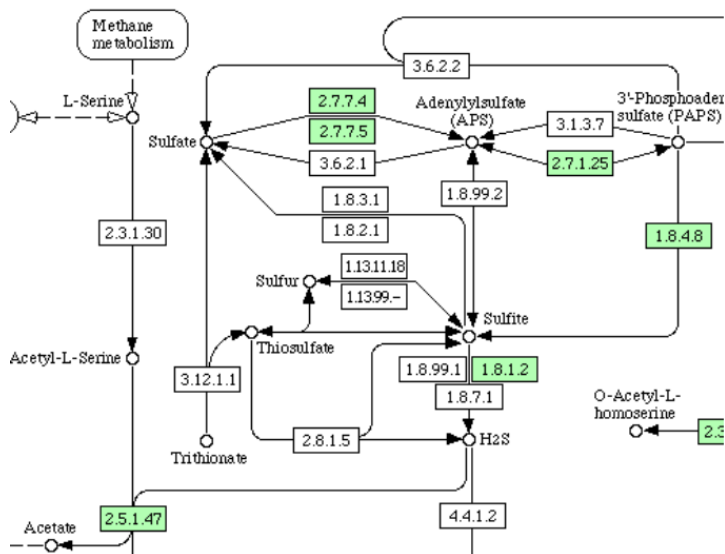 Methane
metabolism
3.6.2.2
L-Serine
2.7.7.4
Adenylylsulfate
(APS)
3'-Phosphoader
sulfate (PAPS)
2.7.7.5
3.1.3.7
Sulfate
3.6.2.1
2.7.1.25
1.8.3.1
1.8.99.2
1.8.2.1
2.3.1.30
1.8.4.8
1.13.11.18
Sulfur
1.13.99.-
Sulfite
Thiosulfate
Acetyl-L-Serine
1.8.99.1
1.8.1.2
3.12.1.1
1.8.7.1
O-Acetyl-L-
homoserine
2.8.1.5
H2S
2.3
Trithionate
2.5.1.47
Acetate
4.4.1.2